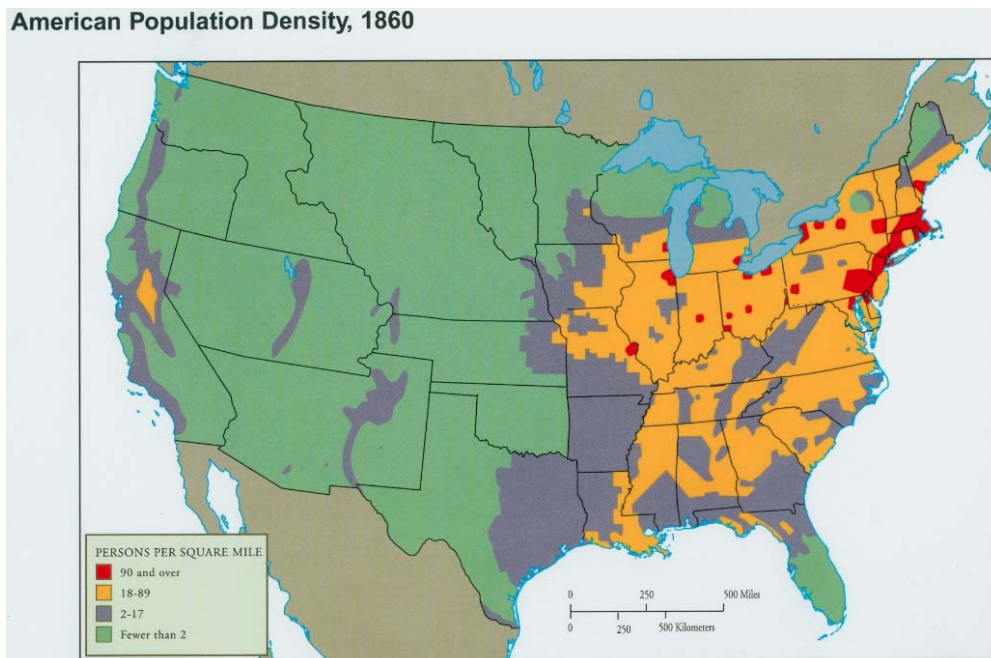 American Population Density, 1860
PERSONS PER SQUARE MILE
90 and over
18-89
2-17
Fewer than 2
0 250 500 Miles
0 250 500 Kilometers